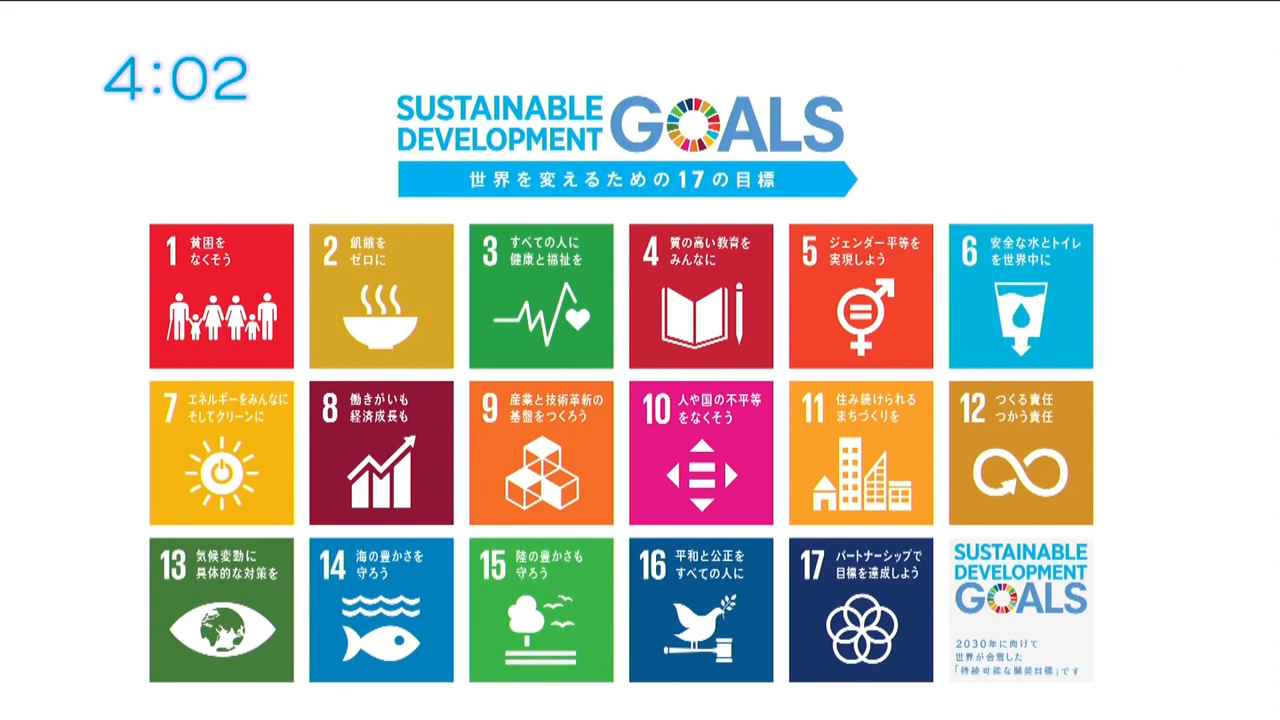 4:02
SUSTAINABLE
DEVELOPMENT
GOALS
世界を変えるための17の目標
1 貧困を
なくそう
2 飢餓を
ゼロに
3 すべての人に
健康と福祉を
4 質の高い教育を
みんなに
5 ジェンダー平等を
実現しよう
6 安全な水とトイレ
を世界中に
7 エネルギーをみんなに
そしてクリーンに
8 働きがいも
経済成長も
9 産業と技術革新の
基盤をつくろう
10 人や国の不平等
をなくそう
11 住み続けられる
まちづくりを
12 つくる責任
つかう責任
13 気候変動に
具体的な対策を
14 海の豊かさを
守ろう
15 陸の豊かさも
守ろう
16 平和と公正を
すべての人に
17 パートナーシップで
目標を達成しよう
SUSTAINABLE
DEVELOPMENT
GOALS
2030年に向けて
世界が合意した
「持続可能な開発目標」です